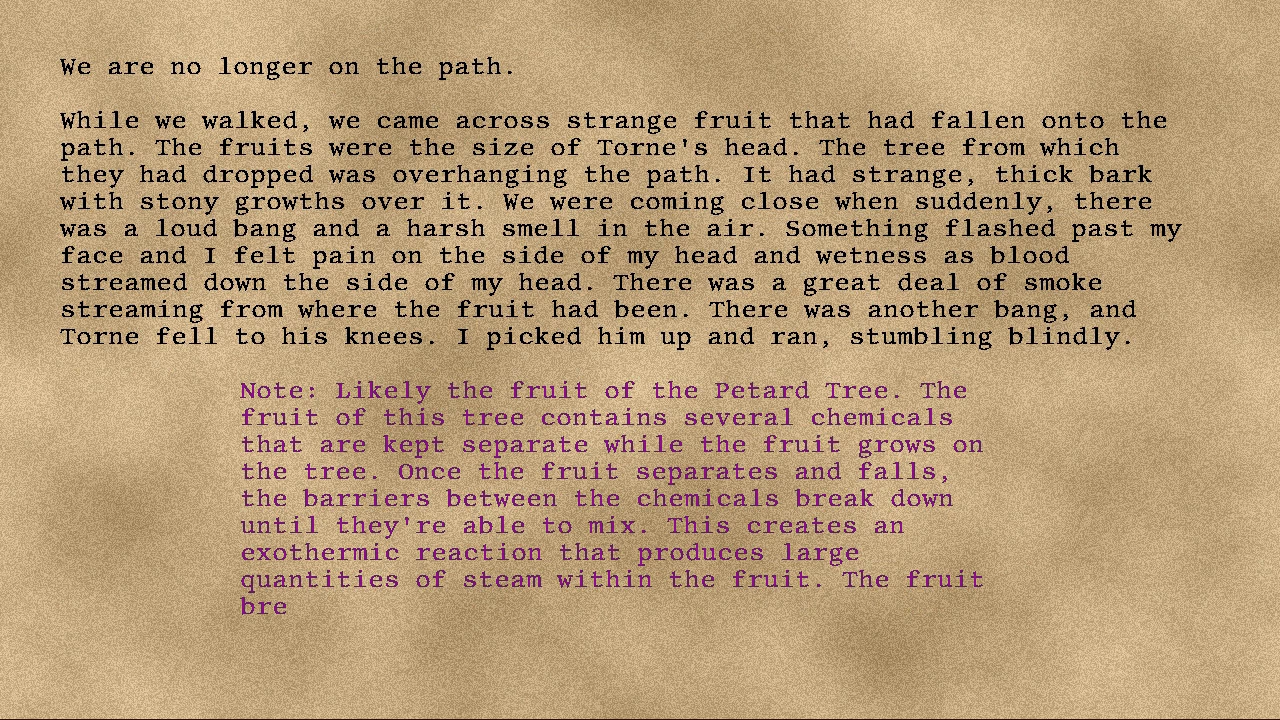 We are no longer on the path.
While we walked, we came across strange fruit that had fallen onto the
path. The fruits were the size of Torne's head. The tree from which
they had dropped was overhanging the path. It had strange, thick bark
with stony growths over it. We were coming close when suddenly, there
was a loud bang and a harsh smell in the air. Something flashed past my
face and I felt pain on the side of my head and wetness as blood
streamed down the side of my head. There was a great deal of smoke
streaming from where the fruit had been. There was another bang, and
Torne fell to his knees. I picked him up and ran, stumbling blindly.
Note: Likely the fruit of the Petard Tree. The
fruit of this tree contains several chemicals
that are kept separate while the fruit grows on
the tree. Once the fruit separates and falls,
the barriers between the chemicals break down
until they're able to mix. This creates an
exothermic reaction that produces large
quantities of steam within the fruit. The fruit
bre